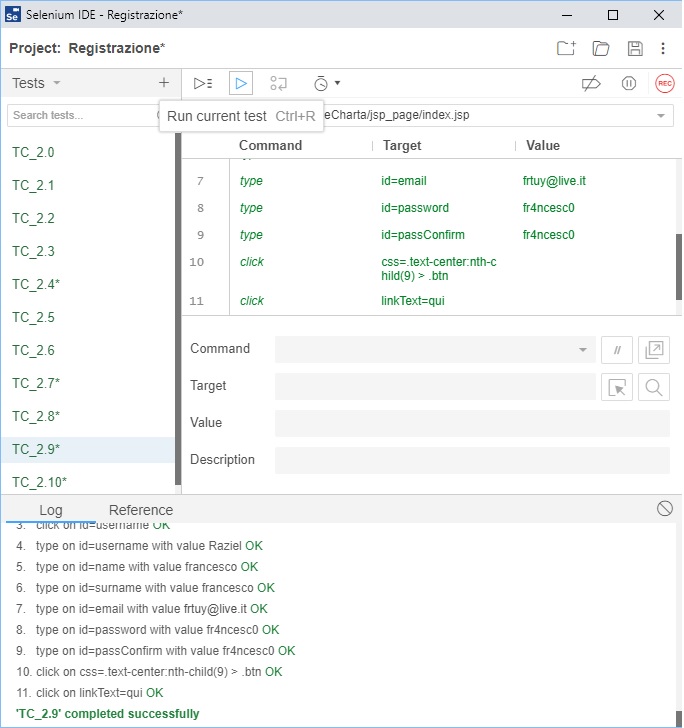 Se Selenium IDE - Registrazione*
Project: Registrazione*
Tests
REC
Search tests...
Run current test Ctrl+R
eCharta/jsp_page/index.jsp
Command Target Value
TC_2.0
TC_2.1
TC_2.2
TC_2.3
TC_2.4*
TC_2.5
TC_2.6
TC_2.7*
TC_2.8*
TC_2.9*
TC_2.10*
7 type id=email frtuy@live.it
8 type id=password fr4ncesc0
9 type id=passConfirm fr4ncesc0
10 click css=.text-center:nth-c
hild(9) > .btn
11 click linkText=qui
Command //
Target
Value
Description
Log Reference
3. click on id=username OK
4. type on id=username with value Raziel OK
5. type on id=name with value francesco OK
6. type on id=surname with value francesco OK
7. type on id=email with value frtuy@live.it OK
8. type on id=password with value fr4ncesc0 OK
9. type on id=passConfirm with value fr4ncesc0 OK
10. click on css=.text-center:nth-child(9) > .btn OK
11. click on linkText=qui OK
'TC_2.9' completed successfully